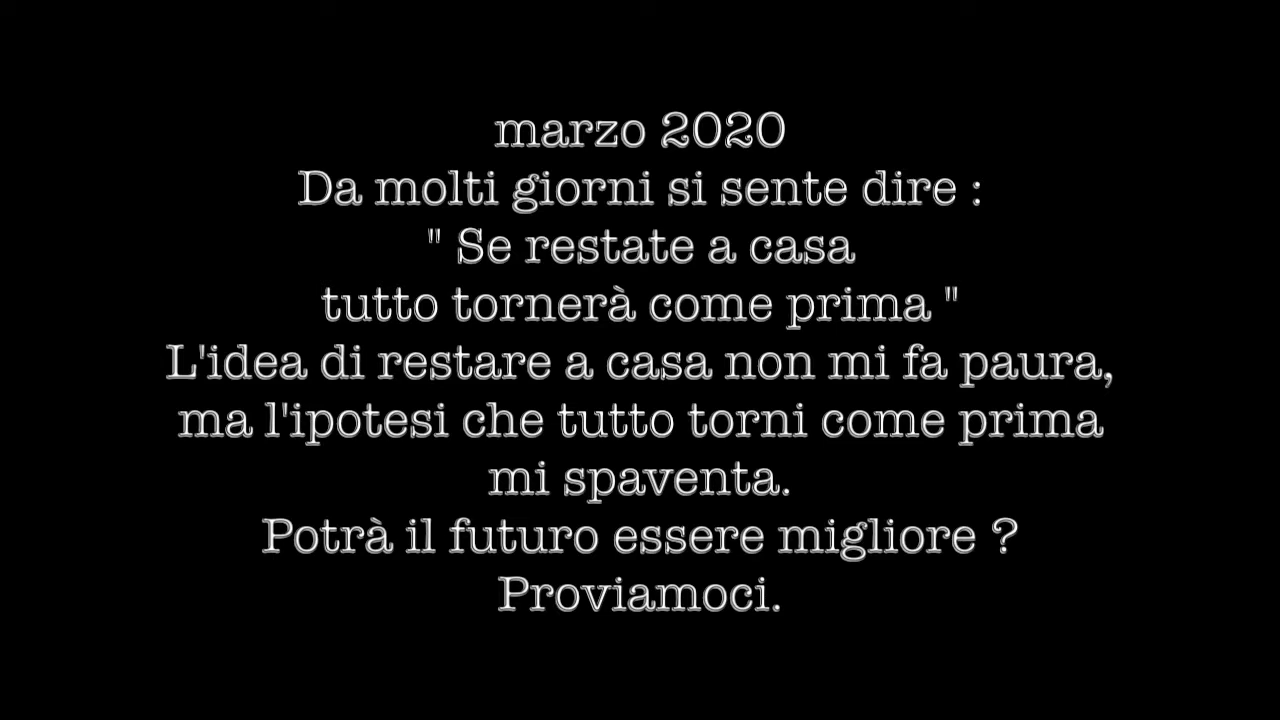 marzo 2020
Da molti giorni si sente dire :
" Se restate a casa
tutto tornerà come prima "
L'idea di restare a casa non mi fa paura,
ma l'ipotesi che tutto torni come prima
mi spaventa.
Potrà il futuro essere migliore ?
Proviamoci.